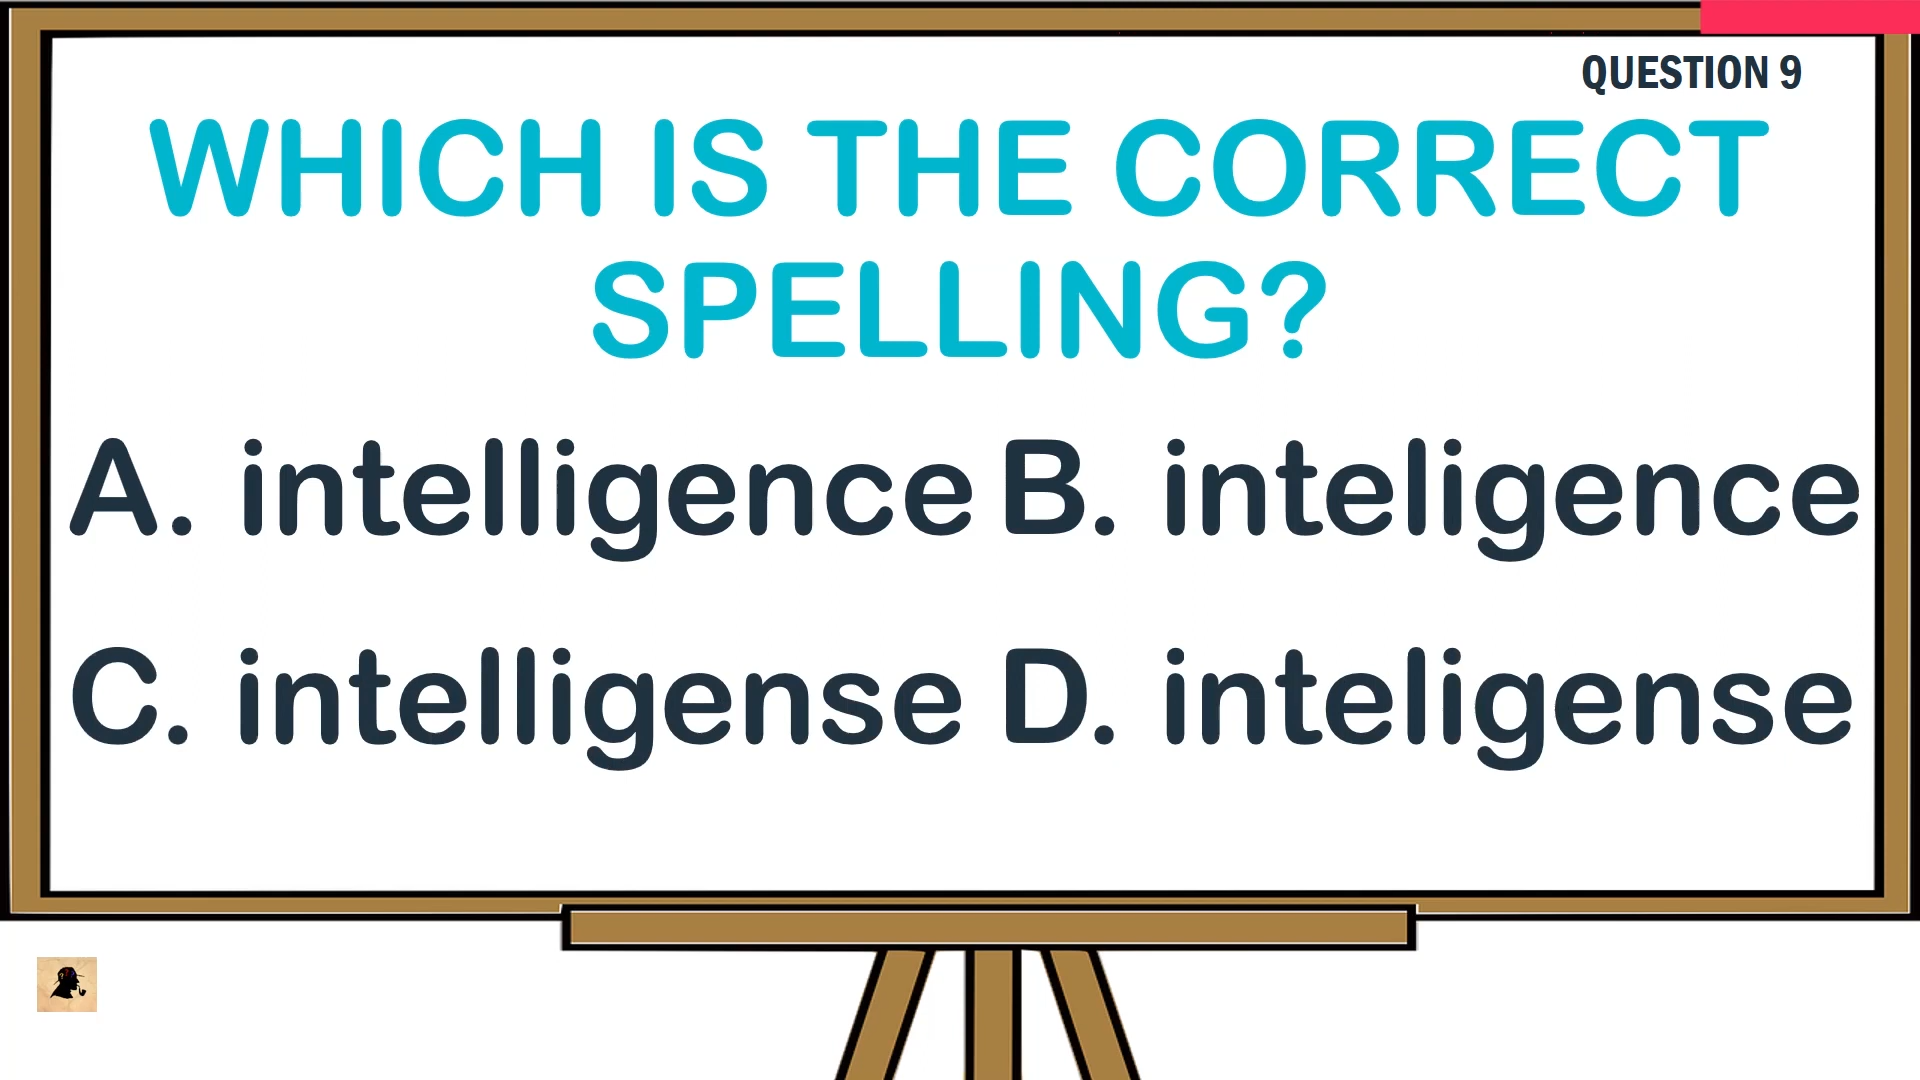 QUESTION 9
WHICH IS THE CORRECT
SPELLING?
A. intelligence B. inteligence
C. intelligense D. inteligense